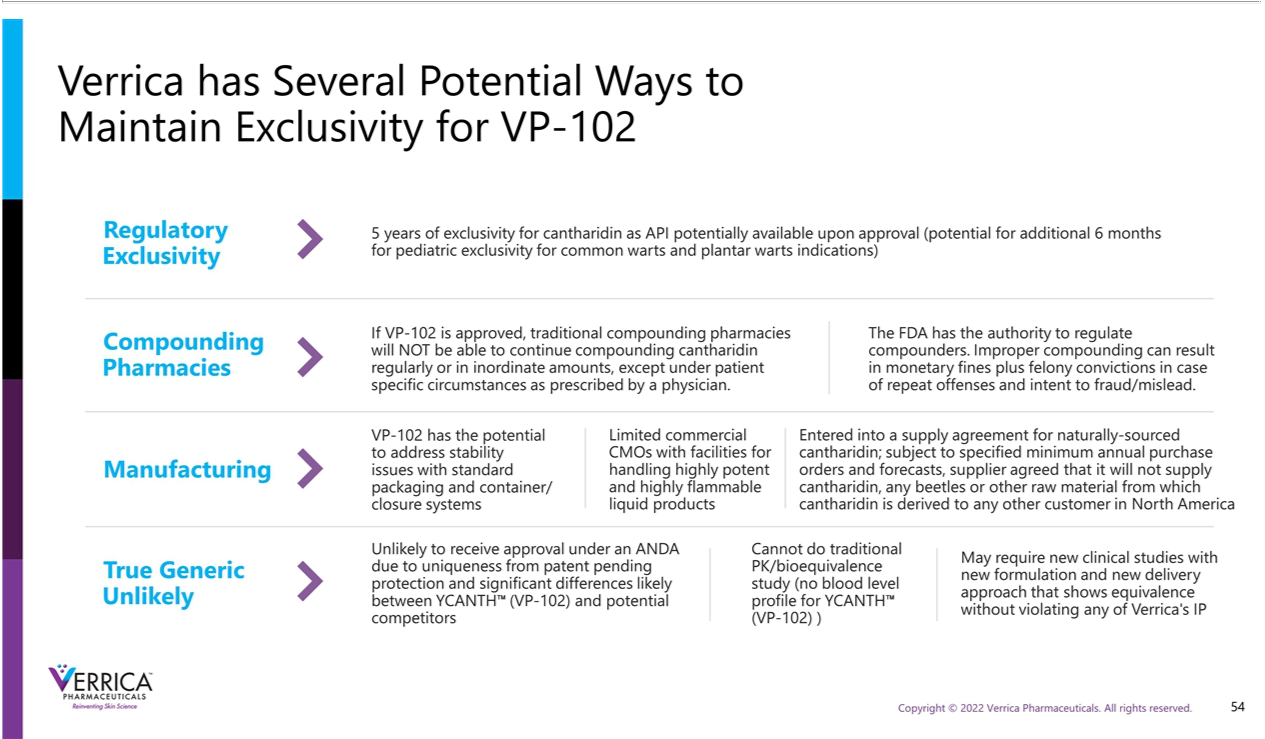 Verrica has Several Potential Ways to
Maintain Exclusivity for VP-102
Regulatory
Exclusivity
5 years of exclusivity for cantharidin as API potentially available upon approval (potential for additional 6 months
for pediatric exclusivity for common warts and plantar warts indications)
Compounding
Pharmacies
If VP-102 is approved, traditional compounding pharmacies
will NOT be able to continue compounding cantharidin
regularly or in inordinate amounts, except under patient
specific circumstances as prescribed by a physician.
The FDA has the authority to regulate
compounders. Improper compounding can result
in monetary fines plus felony convictions in case
of repeat offenses and intent to fraud/mislead.
Manufacturing
VP-102 has the potential
to address stability
issues with standard
packaging and container/
closure systems
Limited commercial
CMOs with facilities for
handling highly potent
and highly flammable
liquid products
Entered into a supply agreement for naturally-sourced
cantharidin; subject to specified minimum annual purchase
orders and forecasts, supplier agreed that it will not supply
cantharidin, any beetles or other raw material from which
cantharidin is derived to any other customer in North America
True Generic
Unlikely
Unlikely to receive approval under an ANDA
due to uniqueness from patent pending
protection and significant differences likely
between YCANTH™ (VP-102) and potential
competitors
Cannot do traditional
PK/bioequivalence
study (no blood level
profile for YCANTH™
(VP-102) )
May require new clinical studies with
new formulation and new delivery
approach that shows equivalence
without violating any of Verrica's IP
VERRICA™
PHARMACEUTICALS
Reinventing Skin Science
Copyright © 2022 Verrica Pharmaceuticals. All rights reserved.
54